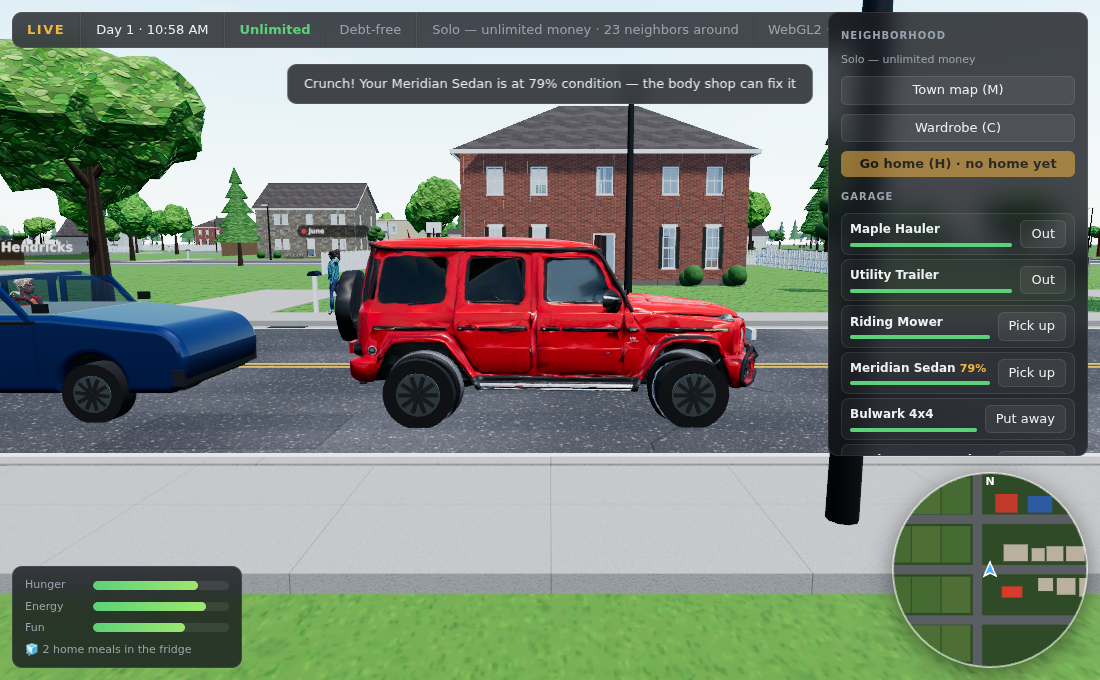 LIVE
Day 1 · 10:58 AM
Unlimited
Debt-free
Solo — unlimited money · 23 neighbors around
WebGL2
Crunch! Your Meridian Sedan is at 79% condition — the body shop can fix it
NEIGHBORHOOD
Solo — unlimited money
Town map (M)
Wardrobe (C)
Go home (H) · no home yet
GARAGE
Maple Hauler
Out
Utility Trailer
Out
Riding Mower
Pick up
Meridian Sedan 79%
Pick up
Bulwark 4x4
Put away
Hendricks
June
N
Hunger
Energy
Fun
2 home meals in the fridge